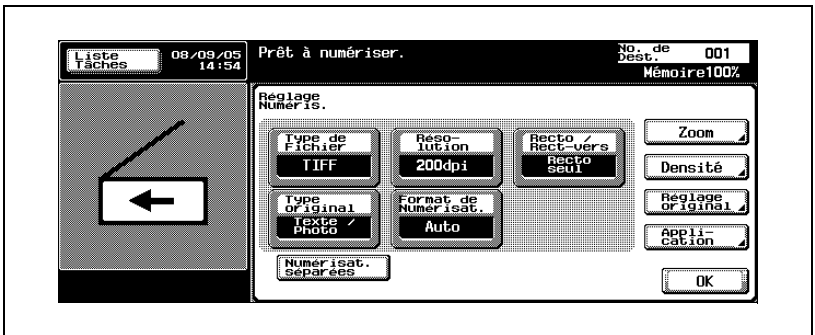 Liste
Tâches
08/09/05
14:54
Prêt à numériser.
No. de
Dest.
001
Mémoire100%
Réglage
Numéris.
Type de
Fichier
TIFF
Réso-
lution
200dpi
Recto /
Rect-vers
Recto
seul
Type
original
Texte /
Photo
Format de
Numérisat.
Auto
Numérisat.
séparées
Zoom
Densité
Réglage
original
Appli-
cation
OK